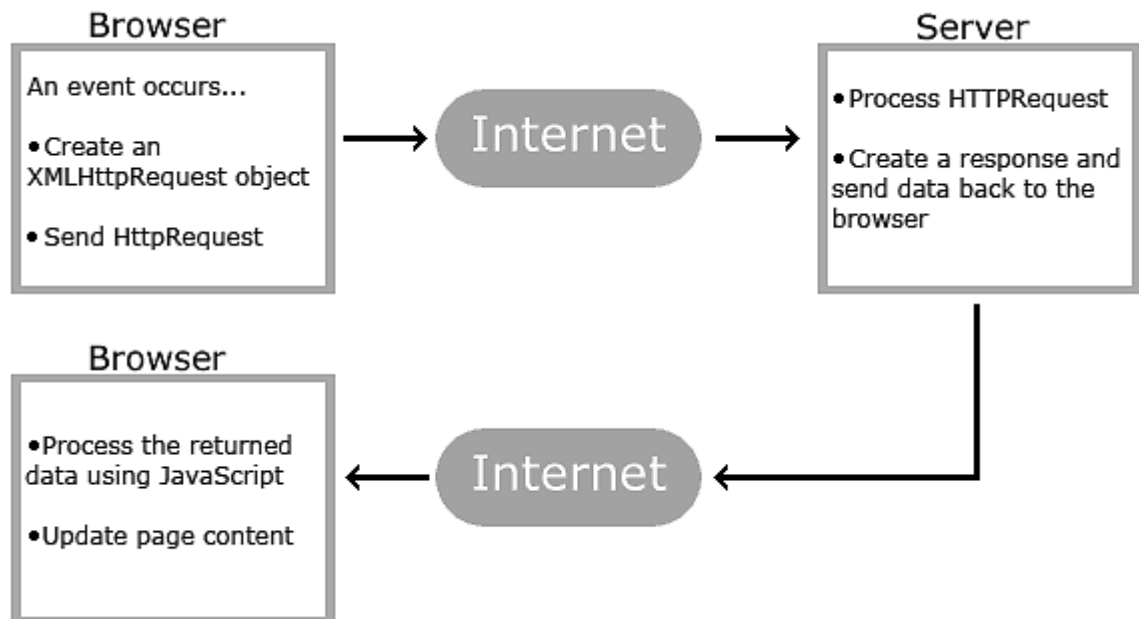 Browser
An event occurs...
•Create an
XMLHttpRequest object
• Send HttpRequest
Internet
Server
•Process HTTPRequest
•Create a response and
send data back to the
browser
Browser
•Process the returned
data using JavaScript
•Update page content
Internet